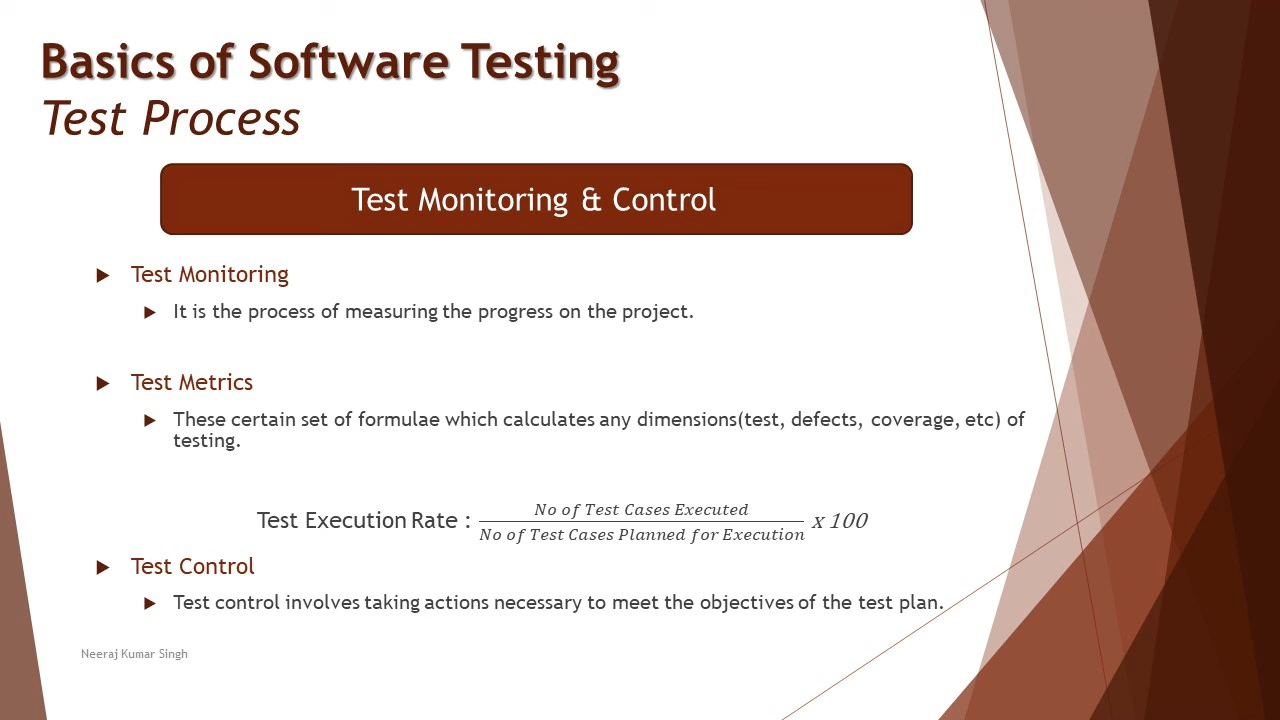 Basics of Software Testing
Test Process
Test Monitoring & Control
Test Monitoring
It is the process of measuring the progress on the project.
Test Metrics
These certain set of formulae which calculates any dimensions(test, defects, coverage, etc) of
testing.
Test Execution Rate : No of Test Cases Executed / No of Test Cases Planned for Execution x 100
Test Control
Test control involves taking actions necessary to meet the objectives of the test plan.
Neeraj Kumar Singh